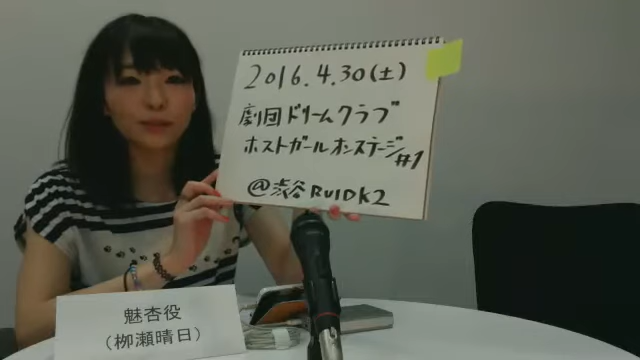 2016.4.30(土)
劇団ドリームクラブ
ホストガールオンステージ#1
@渋谷RUIDK2
魅杏役
(柳瀬晴日)